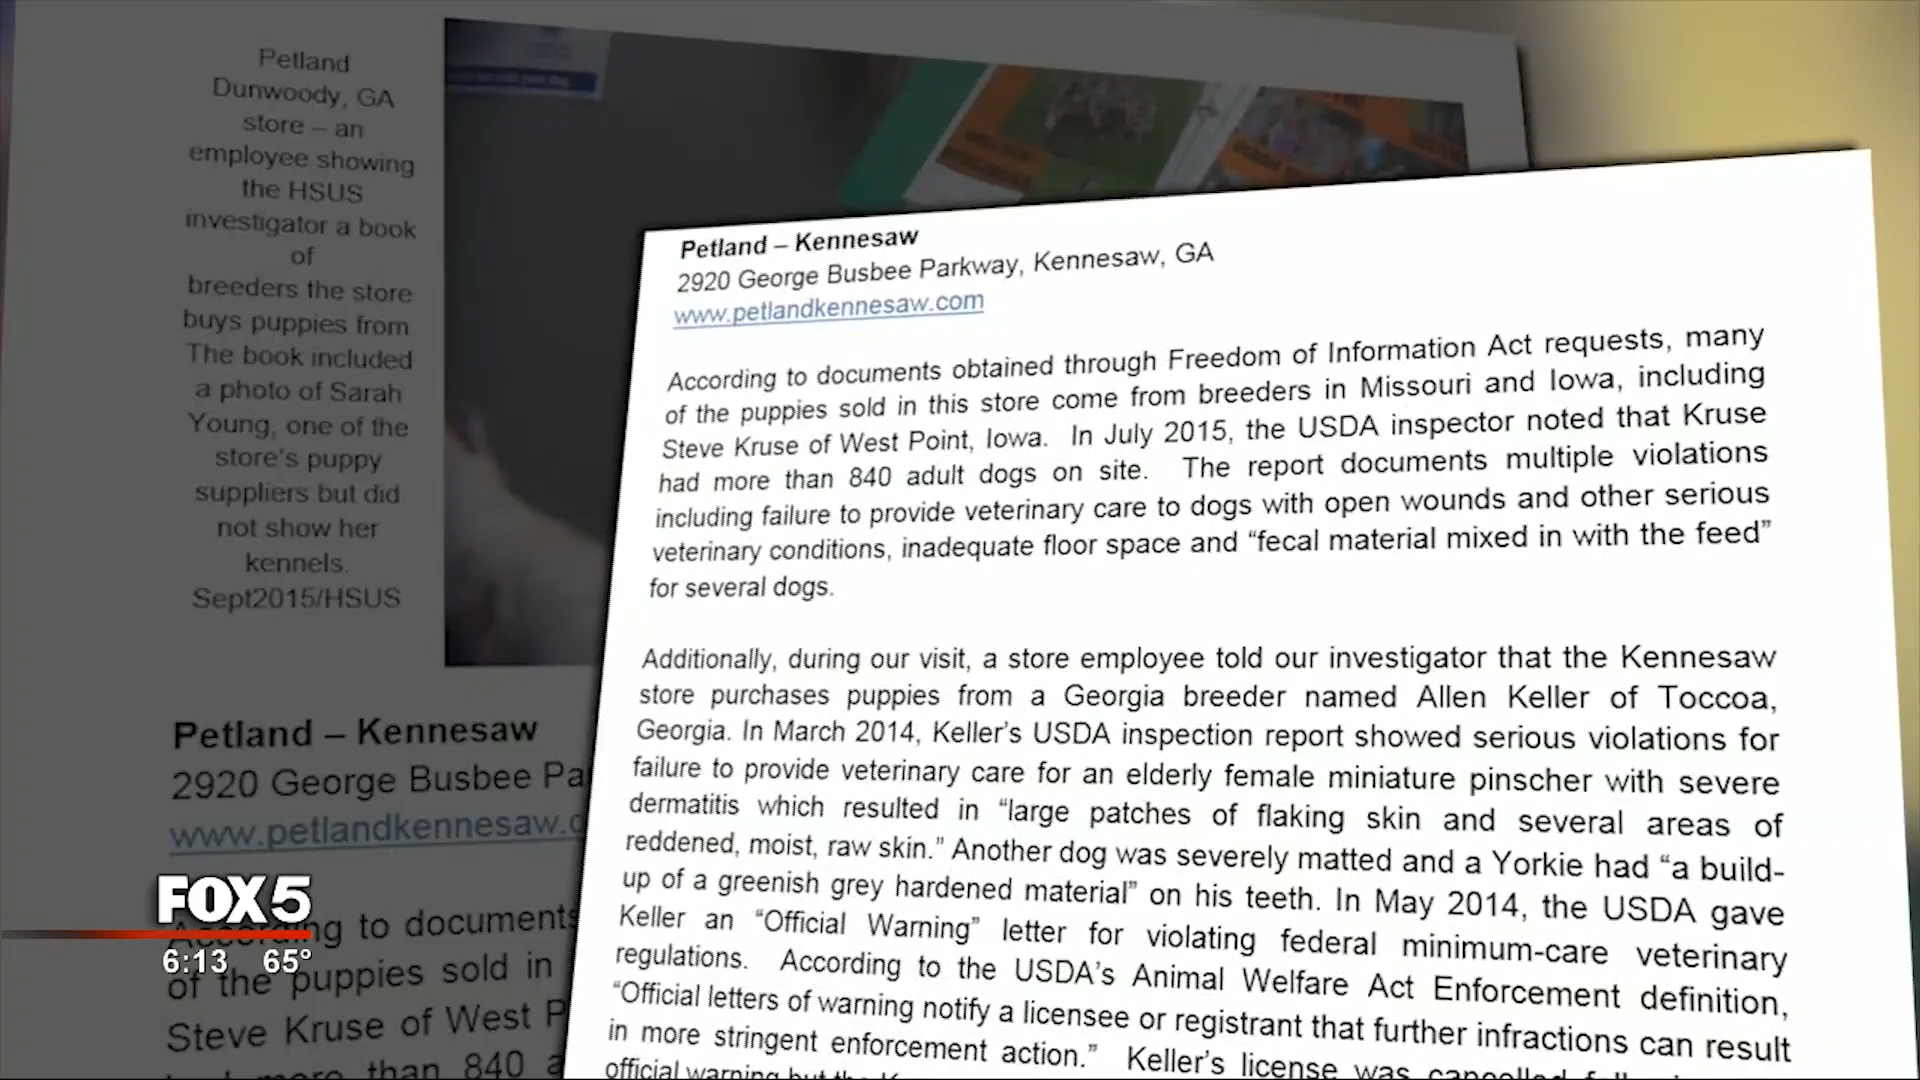 Petland
Dunwoody, GA
store – an
employee showing
the HSUS
investigator a book
of
breeders the store
buys puppies from
The book included
a photo of Sarah
Young, one of the
store's puppy
suppliers but did
not show her
kennels.
Sept2015/HSUS
Petland – Kennesaw
2920 George Busbee Pa
www.petlandkennesaw.c
According to documents
of the puppies sold in
Steve Kruse of West P
had more than 840 a
Petland – Kennesaw
2920 George Busbee Parkway, Kennesaw, GA
www.petlandkennesaw.com
According to documents obtained through Freedom of Information Act requests, many
of the puppies sold in this store come from breeders in Missouri and Iowa, including
Steve Kruse of West Point, Iowa. In July 2015, the USDA inspector noted that Kruse
had more than 840 adult dogs on site. The report documents multiple violations
including failure to provide veterinary care to dogs with open wounds and other serious
veterinary conditions, inadequate floor space and “fecal material mixed in with the feed”
for several dogs.
Additionally, during our visit, a store employee told our investigator that the Kennesaw
store purchases puppies from a Georgia breeder named Allen Keller of Toccoa,
Georgia. In March 2014, Keller’s USDA inspection report showed serious violations for
failure to provide veterinary care for an elderly female miniature pinscher with severe
dermatitis which resulted in “large patches of flaking skin and several areas of
reddened, moist, raw skin.” Another dog was severely matted and a Yorkie had “a build-
up of a greenish grey hardened material” on his teeth. In May 2014, the USDA gave
Keller an “Official Warning” letter for violating federal minimum-care veterinary
regulations. According to the USDA’s Animal Welfare Act Enforcement definition,
“Official letters of warning notify a licensee or registrant that further infractions can result
in more stringent enforcement action.” Keller’s license was cancelled
official warning but the
FOX 5
6:13 65°